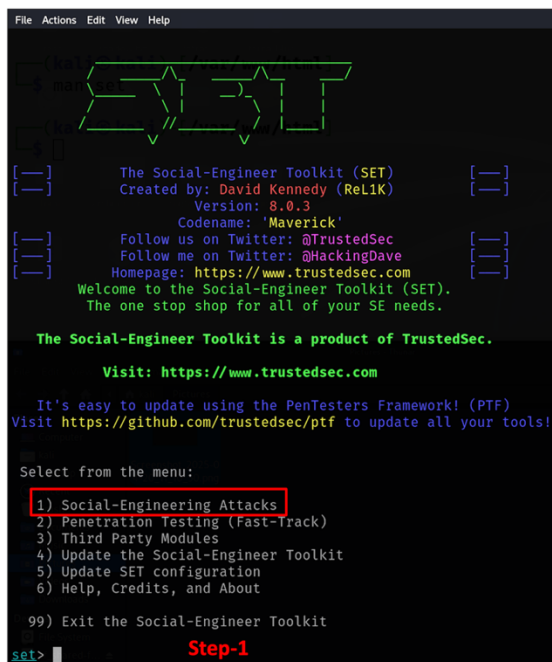 File Actions Edit View Help
[---] The Social-Engineer Toolkit (SET) [---]
[---] Created by: David Kennedy (ReL1K) [---]
Version: 8.0.3
Codename: 'Maverick'
[---] Follow us on Twitter: @TrustedSec [---]
[---] Follow me on Twitter: @HackingDave [---]
[---] Homepage: https://www.trustedsec.com [---]
Welcome to the Social-Engineer Toolkit (SET).
The one stop shop for all of your SE needs.
The Social-Engineer Toolkit is a product of TrustedSec.
Visit: https://www.trustedsec.com
It's easy to update using the PenTesters Framework! (PTF)
Visit https://github.com/trustedsec/ptf to update all your tools!
Select from the menu:
1) Social-Engineering Attacks
2) Penetration Testing (Fast-Track)
3) Third Party Modules
4) Update the Social-Engineer Toolkit
5) Update SET configuration
6) Help, Credits, and About
99) Exit the Social-Engineer Toolkit
set> Step-1